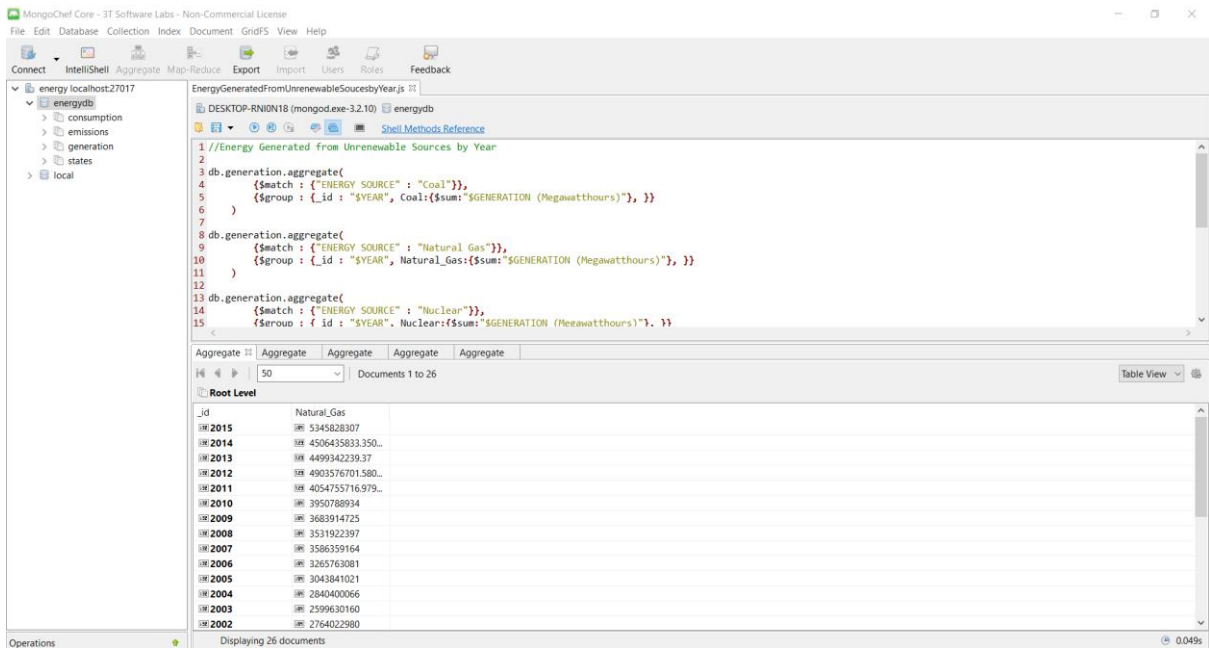 MongoChef Core - 3T Software Labs - Non-Commercial License
File Edit Database Collection Index Document GridFS View Help
Connect IntelliShell Aggregate Map-Reduce Export Import Users Roles Feedback
energy localhost:27017
energydb
consumption
emissions
generation
states
local
EnergyGeneratedFromUnrenewableSoucesbyYear.js
DESKTOP-RNI0N18 (mongod.exe-3.2.10) energydb
Shell Methods Reference
1 //Energy Generated from Unrenewable Sources by Year
2
3 db.generation.aggregate(
4 {$match : {"ENERGY SOURCE" : "Coal"}},
5 {$group : {_id : "$YEAR", Coal:{$sum:"$GENERATION (Megawatthours)"}, }}
6 )
7
8 db.generation.aggregate(
9 {$match : {"ENERGY SOURCE" : "Natural Gas"}},
10 {$group : {_id : "$YEAR", Natural_Gas:{$sum:"$GENERATION (Megawatthours)"}, }}
11 )
12
13 db.generation.aggregate(
14 {$match : {"ENERGY SOURCE" : "Nuclear"}},
15 {$group : {_id : "$YEAR", Nuclear:{$sum:"$GENERATION (Megawatthours)"}, }}
Aggregate Aggregate Aggregate Aggregate Aggregate
50 Documents 1 to 26 Table View
Root Level
_id Natural_Gas
2015 5345828307
2014 4506435833.350...
2013 4499342239.37
2012 4903576701.580...
2011 4054755716.979...
2010 3950788934
2009 3683914725
2008 3531922397
2007 3586359164
2006 3265763081
2005 3043841021
2004 2840400066
2003 2599630160
2002 2764022980
Operations Displaying 26 documents 0.049s